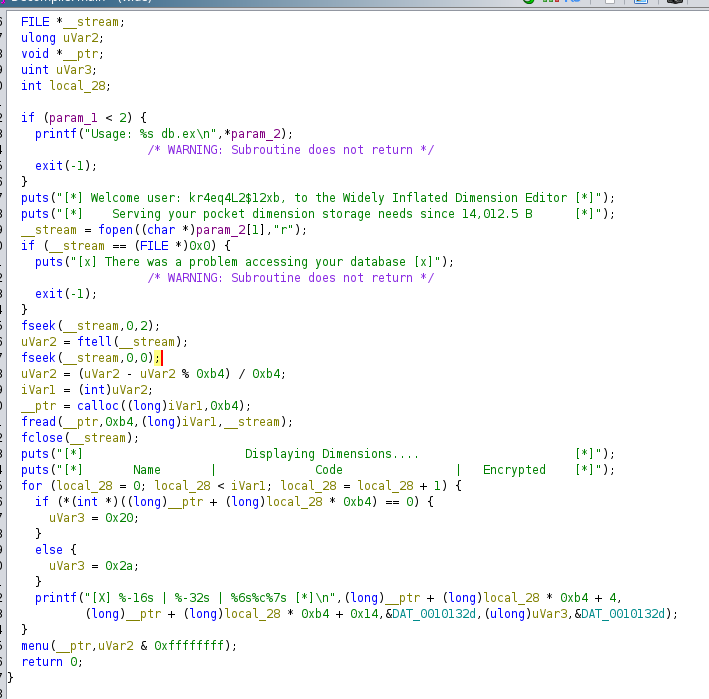 FILE *__stream;
ulong uVar2;
void *__ptr;
uint uVar3;
int local_28;
if (param_1 < 2) {
printf("Usage: %s db.ex\n",*param_2);
/* WARNING: Subroutine does not return */
exit(-1);
}
puts("[*] Welcome user: kr4eq4L2$12xb, to the Widely Inflated Dimension Editor [*]");
puts("[*]    Serving your pocket dimension storage needs since 14,012.5 B      [*]");
__stream = fopen((char *)param_2[1],"r");
if (__stream == (FILE *)0x0) {
puts("[x] There was a problem accessing your database [x]");
/* WARNING: Subroutine does not return */
exit(-1);
}
fseek(__stream,0,2);
uVar2 = ftell(__stream);
fseek(__stream,0,0);
uVar2 = (uVar2 - uVar2 % 0xb4) / 0xb4;
iVar1 = (int)uVar2;
__ptr = calloc((long)iVar1,0xb4);
fread(__ptr,0xb4,(long)iVar1,__stream);
fclose(__stream);
puts("[*]                       Displaying Dimensions....                      [*]");
puts("[*]       Name       |              Code                |   Encrypted    [*]");
for (local_28 = 0; local_28 < iVar1; local_28 = local_28 + 1) {
if (*(int *)((long)__ptr + (long)local_28 * 0xb4) == 0) {
uVar3 = 0x20;
}
else {
uVar3 = 0x2a;
}
printf("[X] %-16s | %-32s | %6s%c%7s [*]\n",(long)__ptr + (long)local_28 * 0xb4 + 4,
(long)__ptr + (long)local_28 * 0xb4 + 0x14,&DAT_0010132d,(ulong)uVar3,&DAT_0010132d);
}
menu(__ptr,uVar2 & 0xffffffff);
return 0;
}